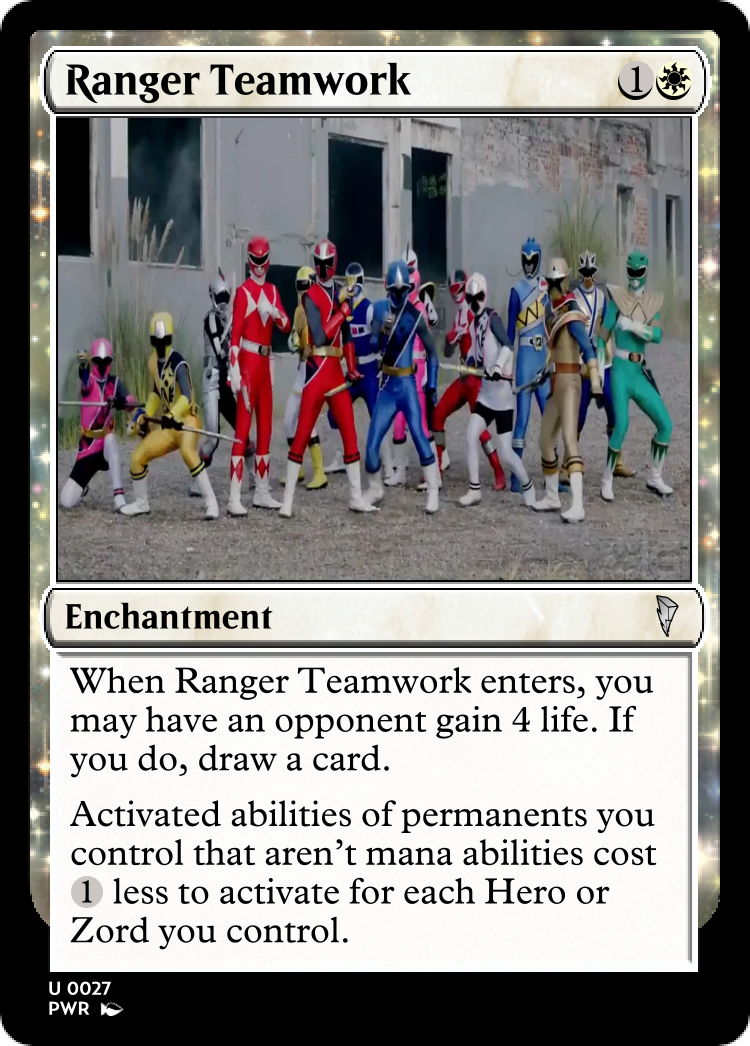 Ranger Teamwork 1
Enchantment
When Ranger Teamwork enters, you
may have an opponent gain 4 life. If
you do, draw a card.
Activated abilities of permanents you
control that aren't mana abilities cost
1 less to activate for each Hero or
Zord you control.
U 0027
PWR